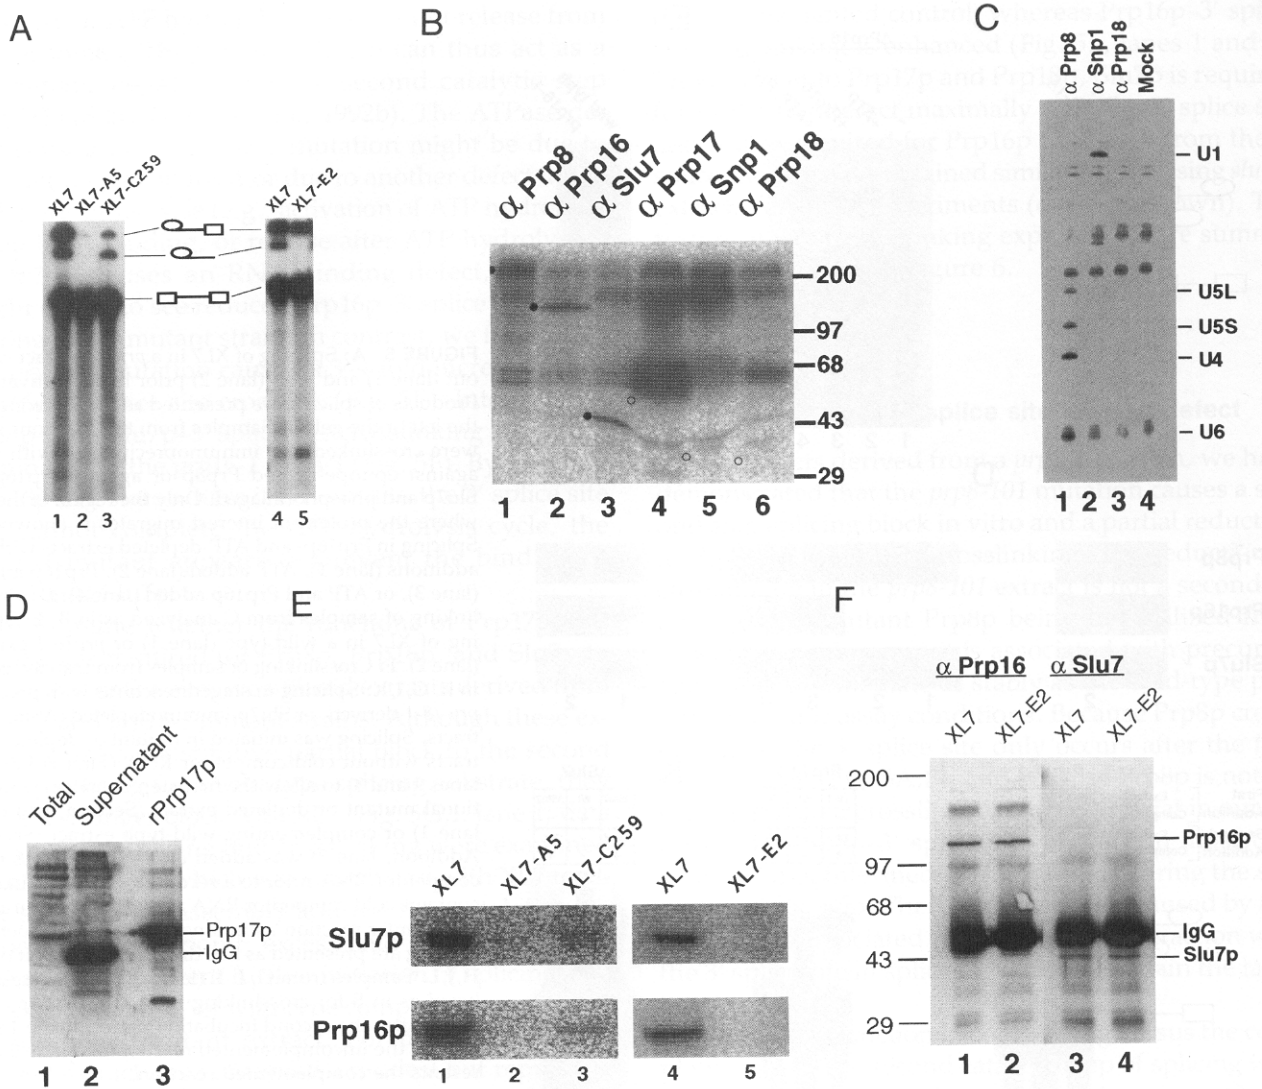 A
XL7
XL7-A5
XL7-C259
XL7
XL7-E2
1 2 3
4 5
B
α Prp8
α Prp16
α Slu7
α Prp17
α Snp1
α Prp18
200
97
68
43
29
1 2 3 4 5 6
C
α Prp8
α Snp1
α Prp18
Mock
U1
U5L
U5S
U4
U6
1 2 3 4
D
Total
Supernatant
rPrp17p
Prp17p
IgG
1 2 3
E
XL7
XL7-A5
XL7-C259
XL7
XL7-E2
Slu7p
Prp16p
1 2 3 4 5
F
α Prp16 α Slu7
XL7
XL7-E2
XL7
XL7-E2
200
97
68
43
29
Prp16p
IgG
Slu7p
1 2 3 4